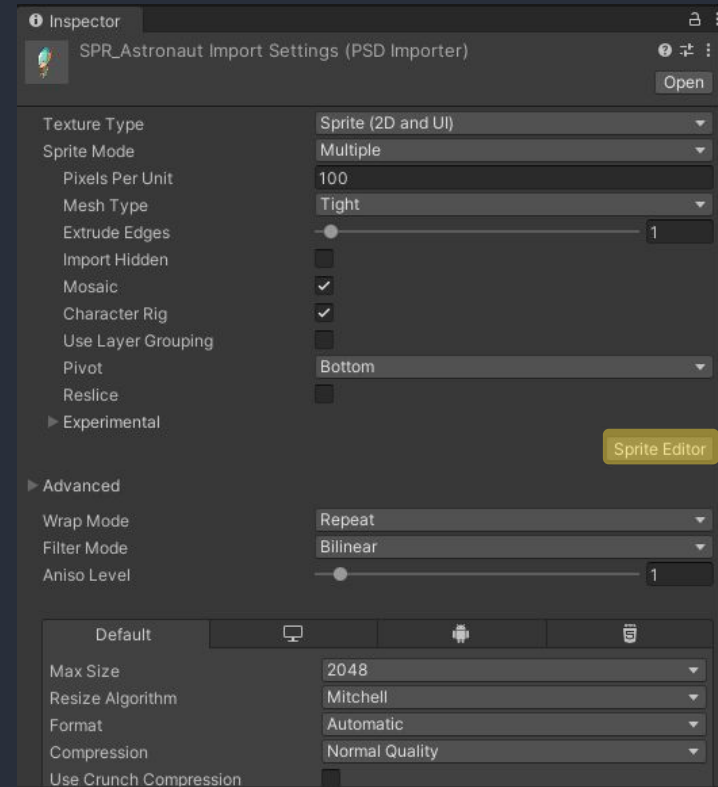 Inspector
SPR_Astronaut Import Settings (PSD Importer)
Open
Texture Type Sprite (2D and UI)
Sprite Mode Multiple
Pixels Per Unit 100
Mesh Type Tight
Extrude Edges 1
Import Hidden
Mosaic
Character Rig
Use Layer Grouping
Pivot Bottom
Reslice
Experimental
Sprite Editor
Advanced
Wrap Mode Repeat
Filter Mode Bilinear
Aniso Level 1
Default
Max Size 2048
Resize Algorithm Mitchell
Format Automatic
Compression Normal Quality
Use Crunch Compression